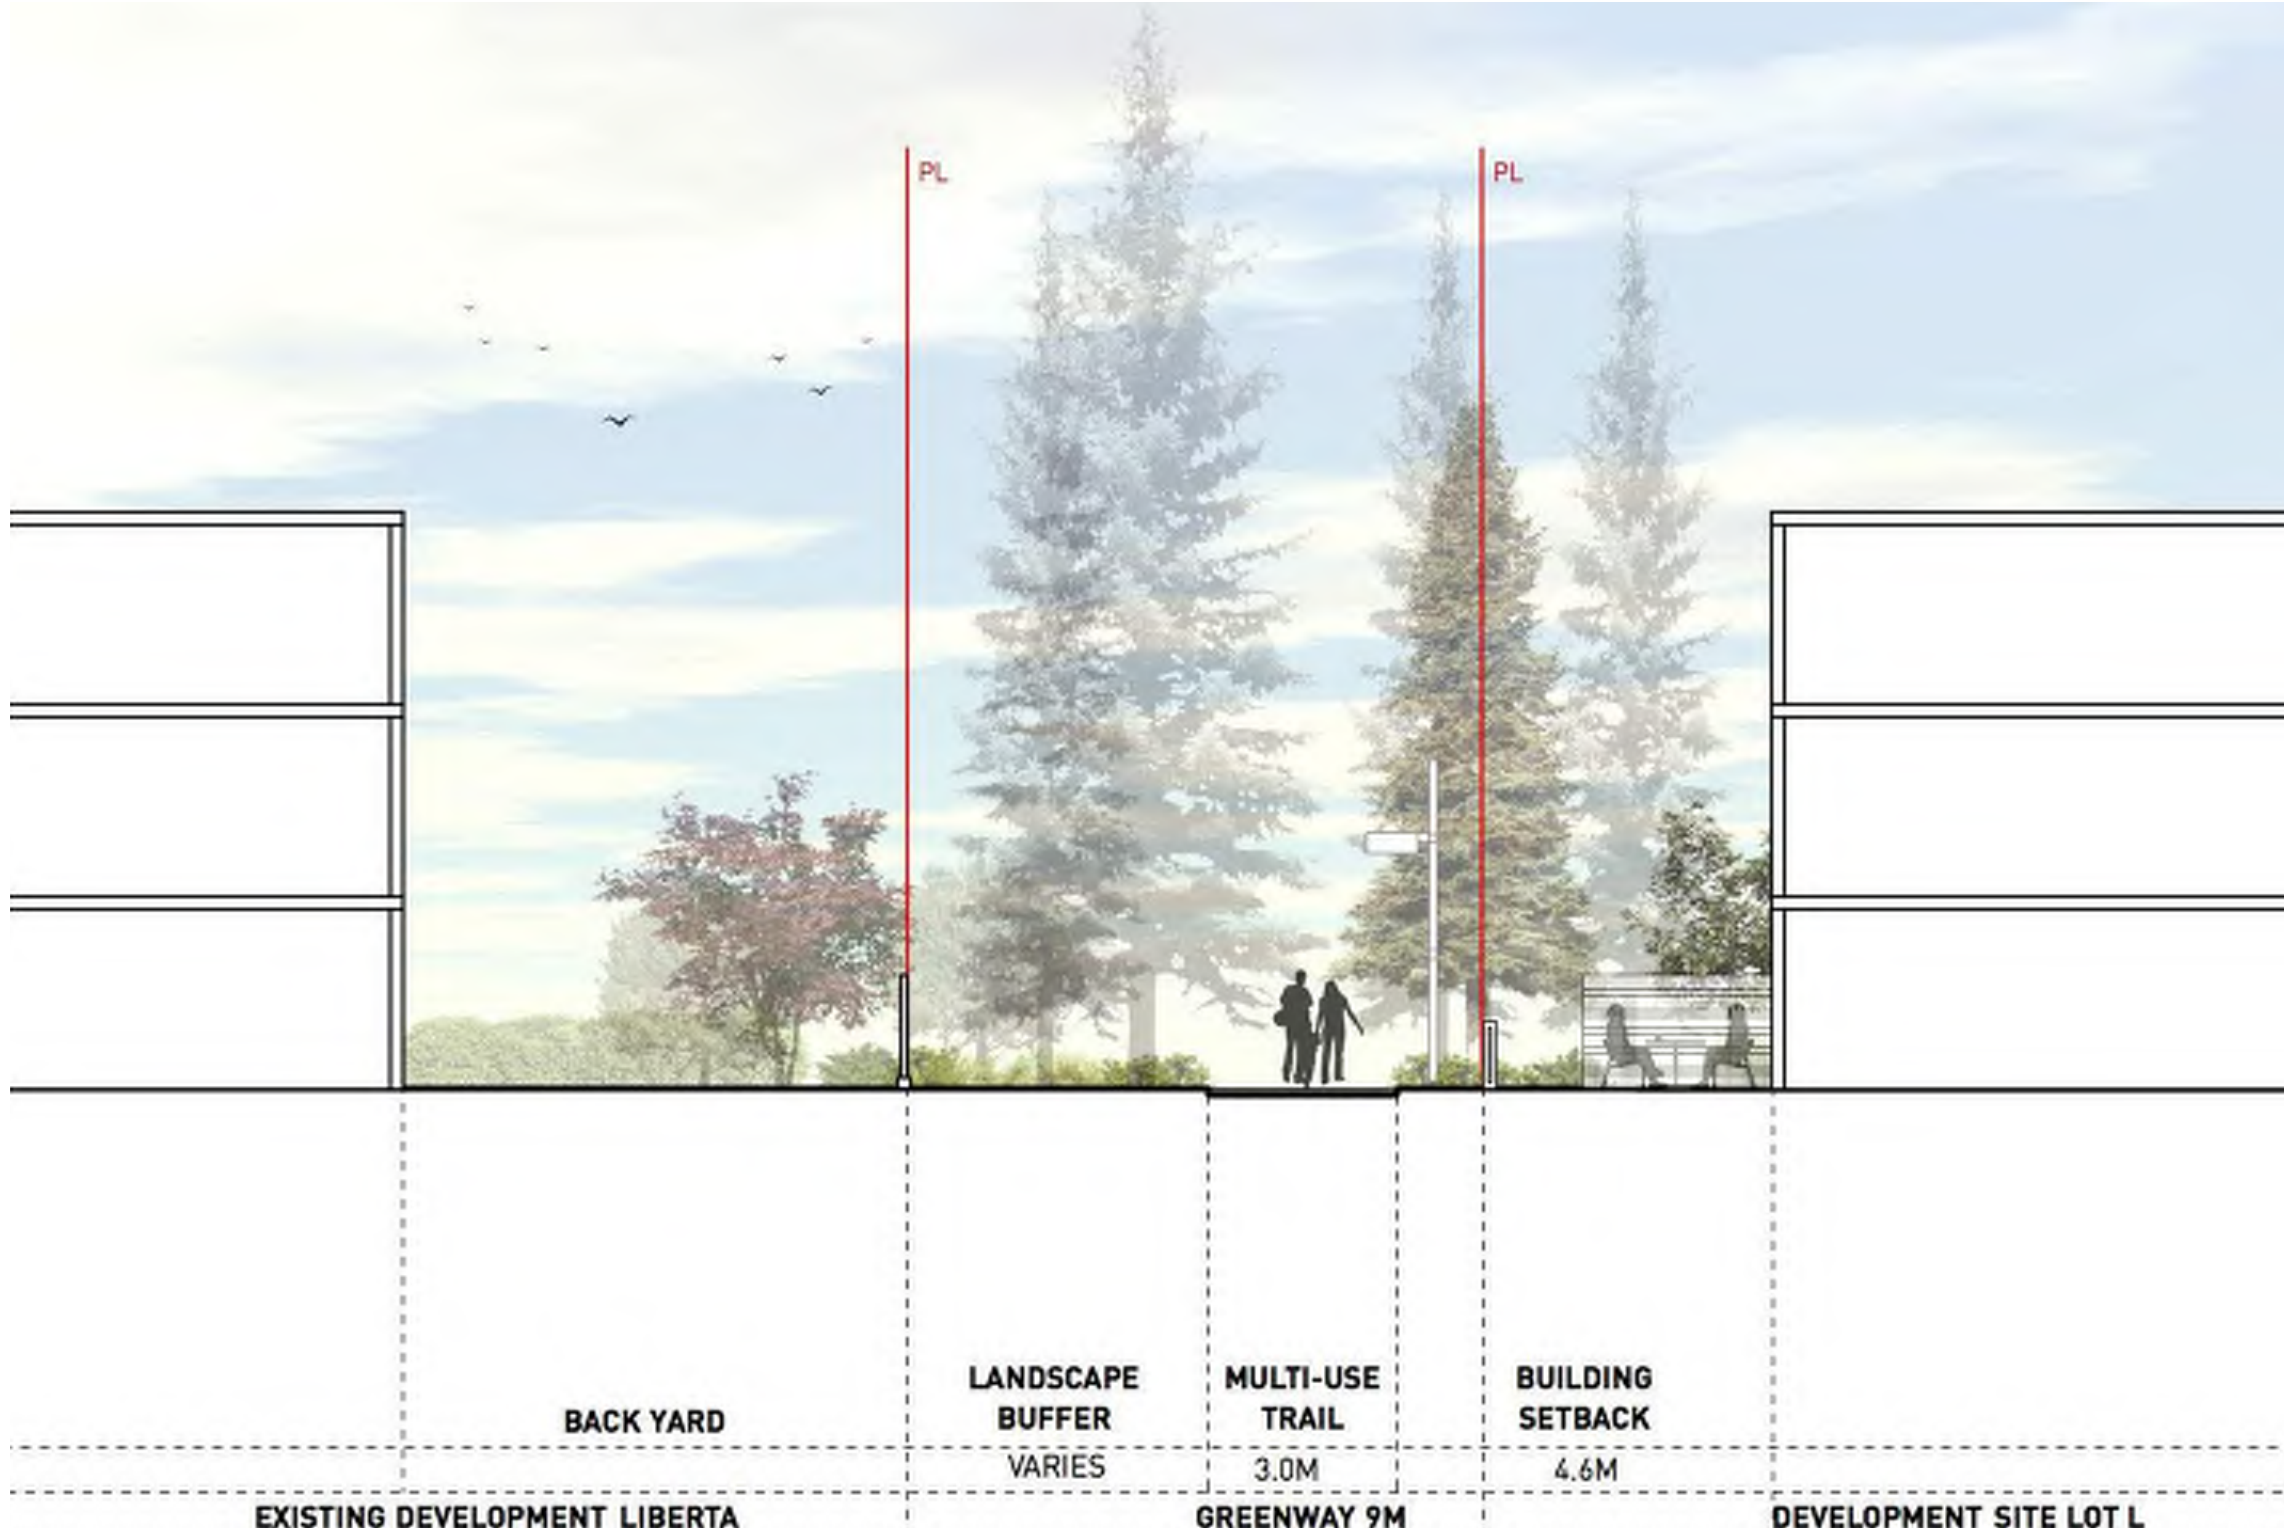 PL
PL
BACK YARD
LANDSCAPE
BUFFER
MULTI-USE
TRAIL
BUILDING
SETBACK
VARIES
3.0M
4.6M
EXISTING DEVELOPMENT LIBERTA
GREENWAY 9M
DEVELOPMENT SITE LOT L